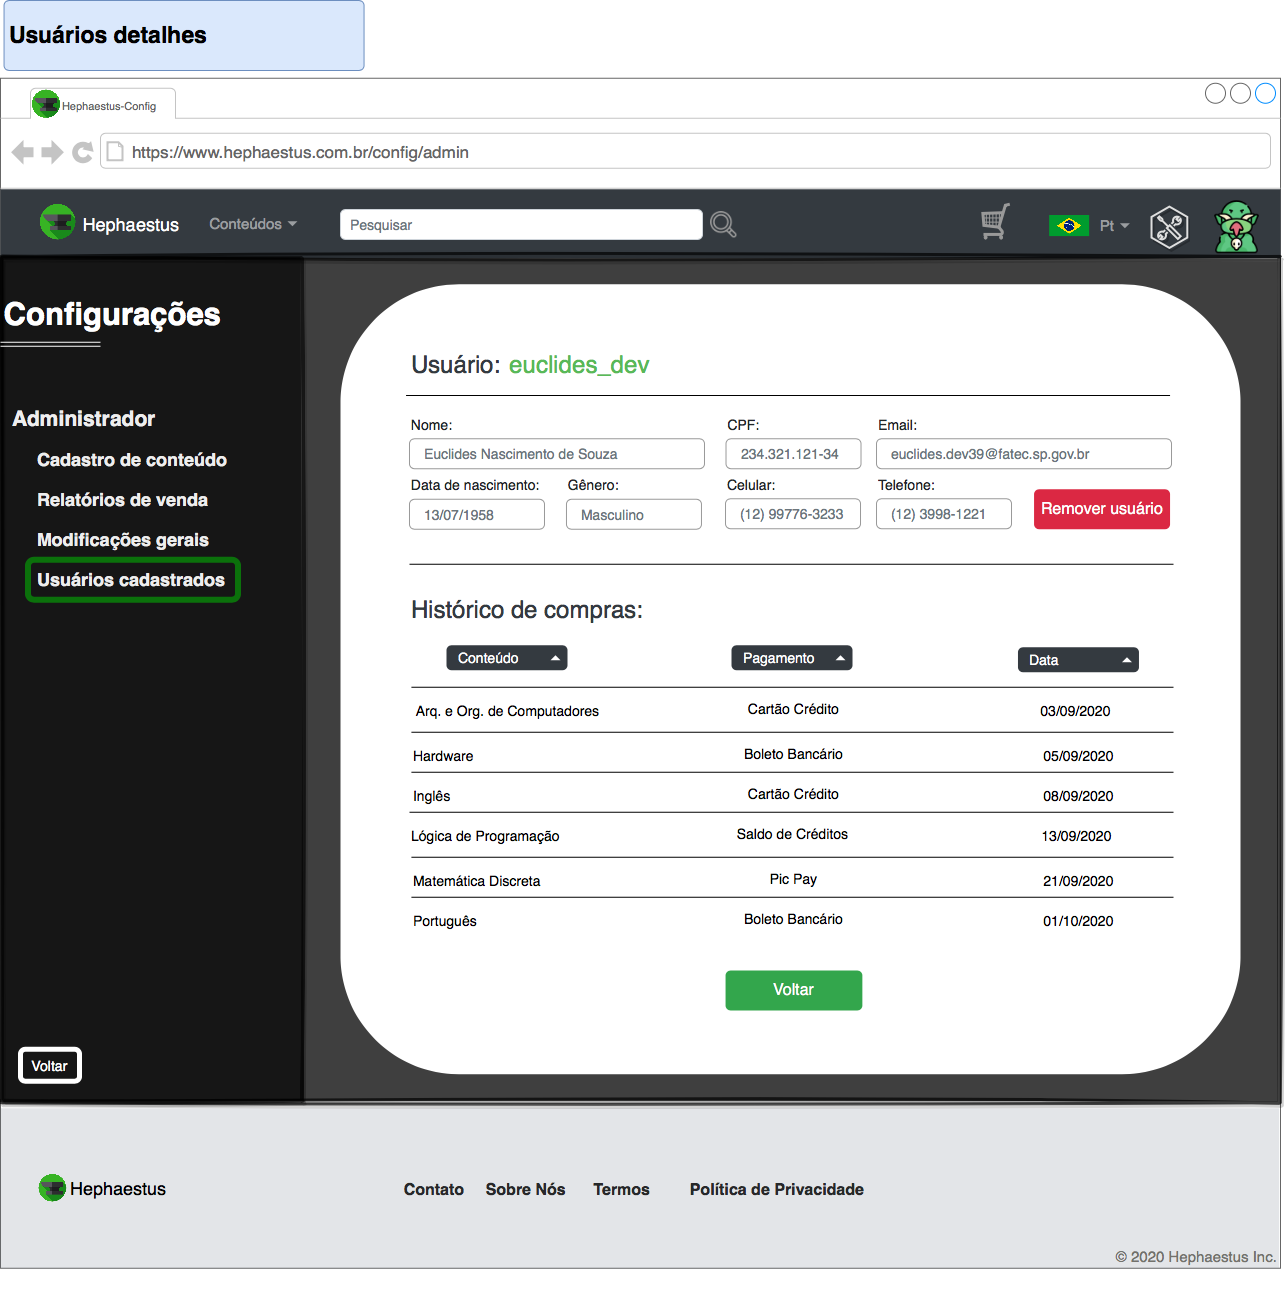 Usuários detalhes
Hephaestus-Config
https://www.hephaestus.com.br/config/admin
Hephaestus Conteúdos Pesquisar Pt
Configurações
Administrador
Cadastro de conteúdo
Relatórios de venda
Modificações gerais
Usuários cadastrados
Voltar
Usuário: euclides_dev
Nome: CPF: Email:
Euclides Nascimento de Souza 234.321.121-34 euclides.dev39@fatec.sp.gov.br
Data de nascimento: Gênero: Celular: Telefone:
13/07/1958 Masculino (12) 99776-3233 (12) 3998-1221 Remover usuário
Histórico de compras:
Conteúdo Pagamento Data
Arq. e Org. de Computadores Cartão Crédito 03/09/2020
Hardware Boleto Bancário 05/09/2020
Inglês Cartão Crédito 08/09/2020
Lógica de Programação Saldo de Créditos 13/09/2020
Matemática Discreta Pic Pay 21/09/2020
Português Boleto Bancário 01/10/2020
Voltar
Hephaestus Contato Sobre Nós Termos Política de Privacidade
© 2020 Hephaestus Inc.